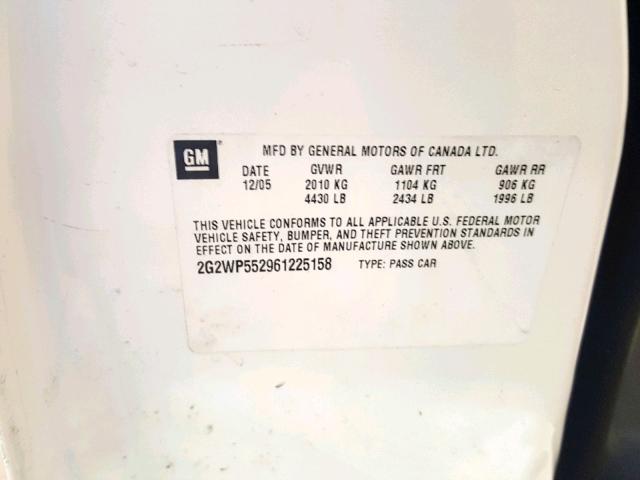 GM
MFD BY GENERAL MOTORS OF CANADA LTD.
DATE GVWR GAWR FRT GAWR RR
12/05 2010 KG 1104 KG 906 KG
4430 LB 2434 LB 1996 LB
THIS VEHICLE CONFORMS TO ALL APPLICABLE U.S. FEDERAL MOTOR
VEHICLE SAFETY, BUMPER, AND THEFT PREVENTION STANDARDS IN
EFFECT ON THE DATE OF MANUFACTURE SHOWN ABOVE.
2G2WP552961225158 TYPE: PASS CAR